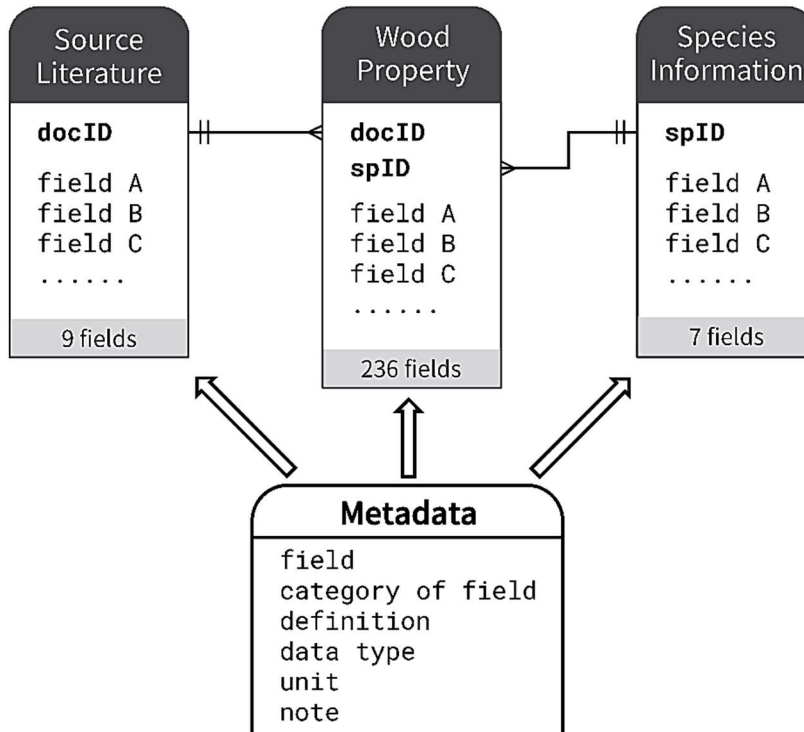 Source
Literature
docID
field A
field B
field C
......
9 fields
Wood
Property
docID
spID
field A
field B
field C
......
236 fields
Species
Information
spID
field A
field B
field C
......
7 fields
Metadata
field
category of field
definition
data type
unit
note